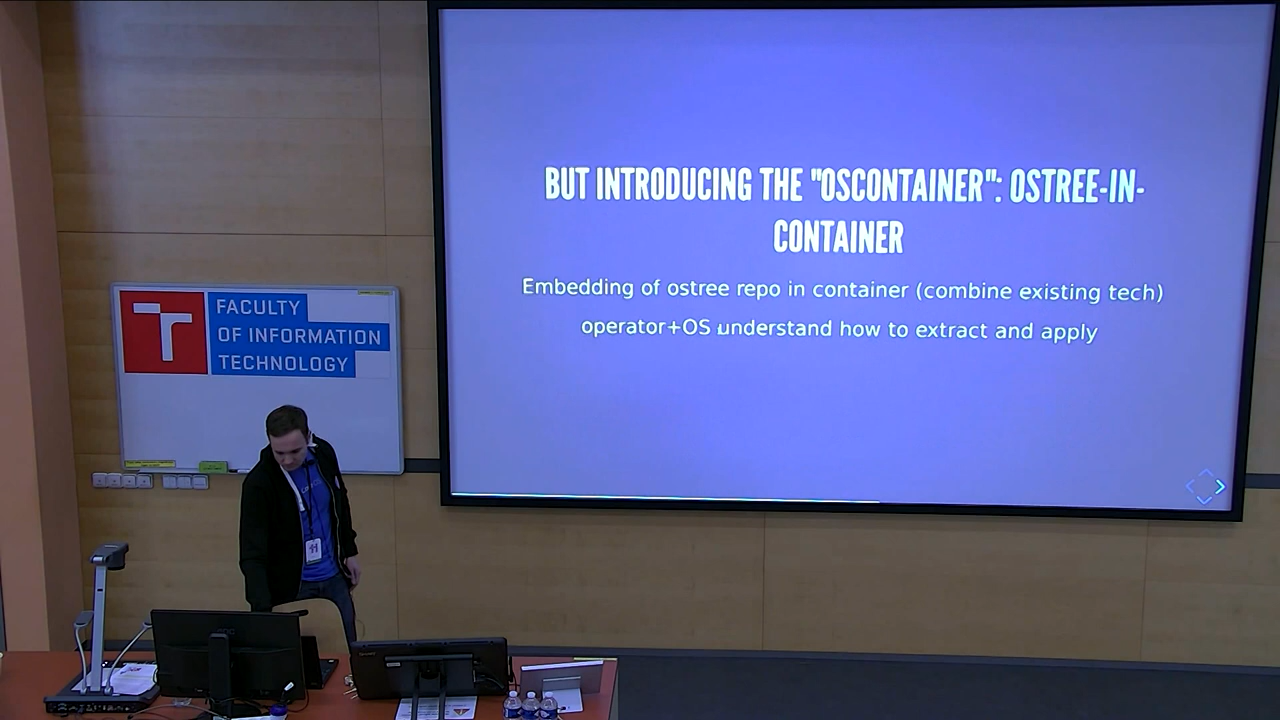 BUT INTRODUCING THE "OSCONTAINER": OSTREE-IN-
CONTAINER
Embedding of ostree repo in container (combine existing tech)
operator+OS understand how to extract and apply
FACULTY
OF INFORMATION
TECHNOLOGY